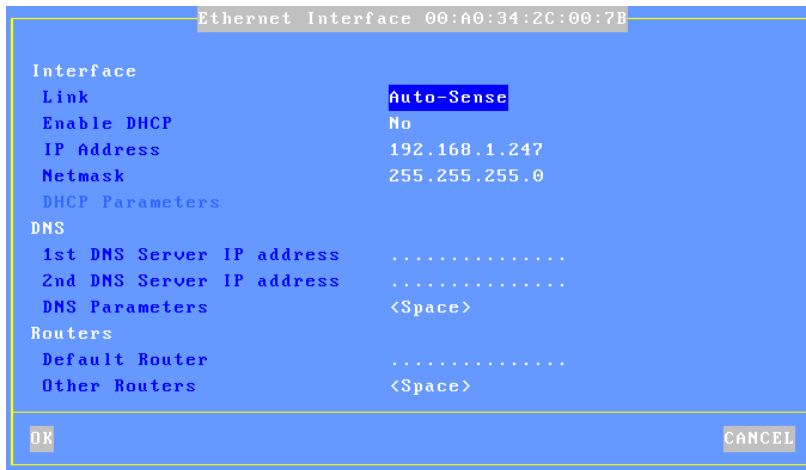 Ethernet Interface 00:A0:34:2C:00:7B
Interface
Link Auto-Sense
Enable DHCP No
IP Address 192.168.1.247
Netmask 255.255.255.0
DHCP Parameters
DNS
1st DNS Server IP address ...............
2nd DNS Server IP address ...............
DNS Parameters <Space>
Routers
Default Router ...............
Other Routers <Space>
OK CANCEL